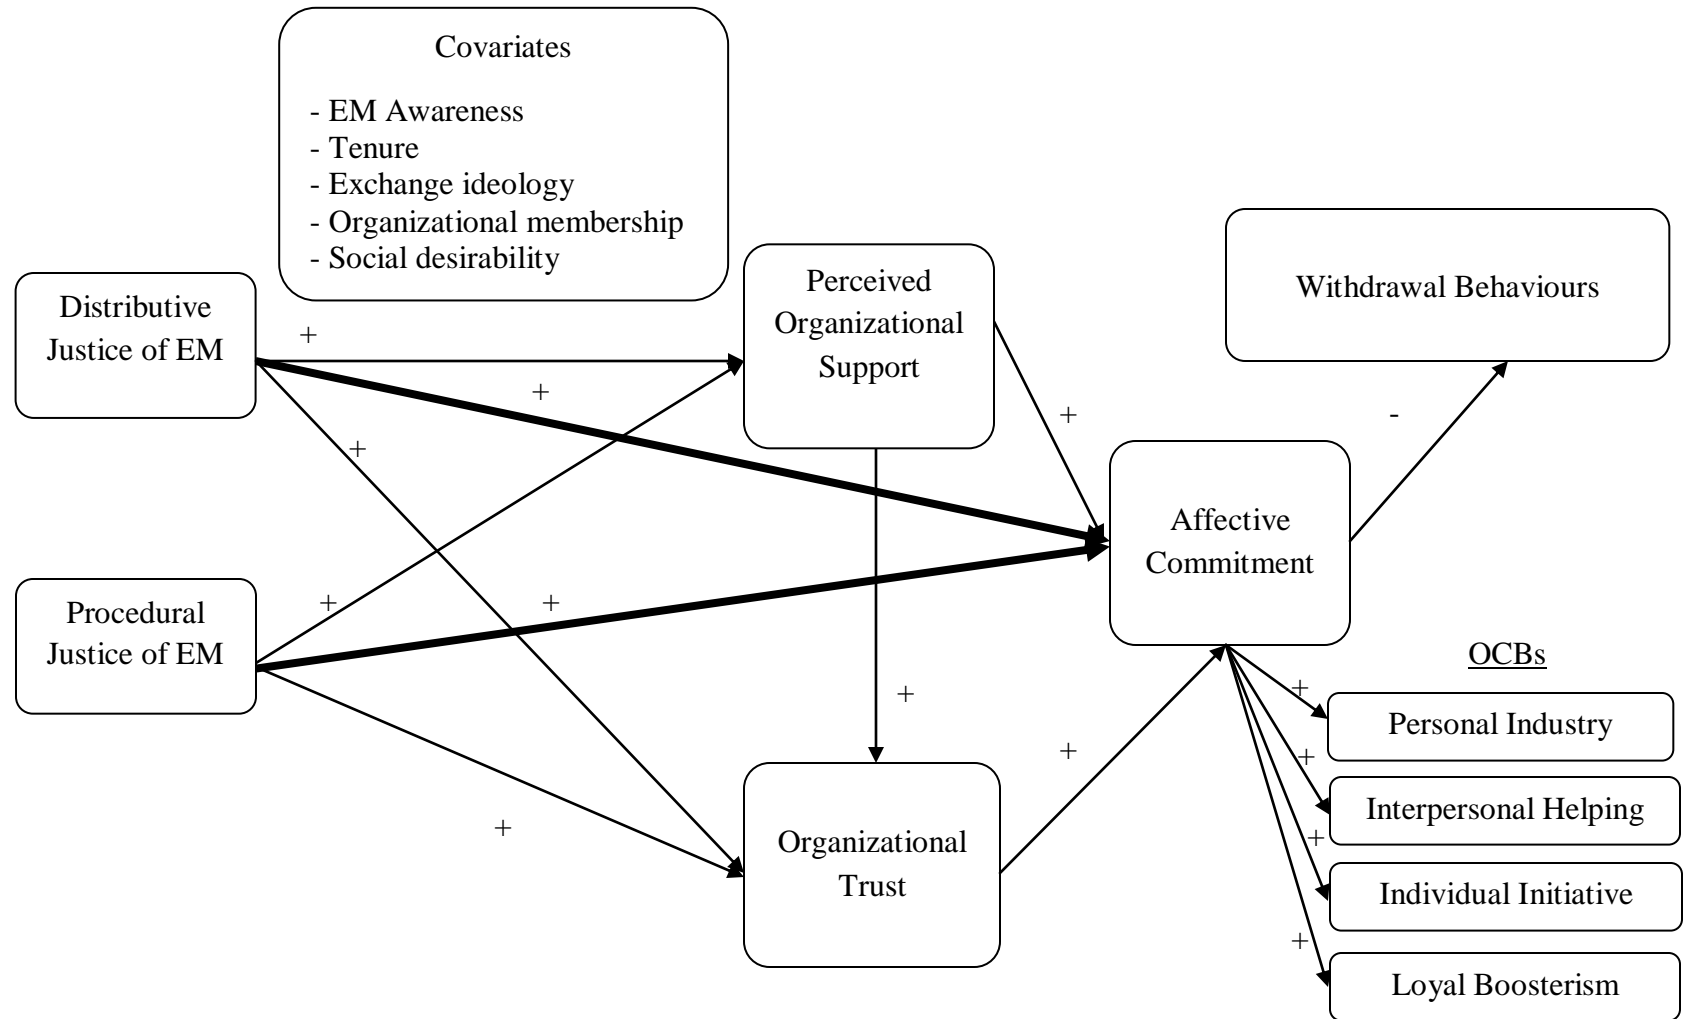 Covariates
- EM Awareness
- Tenure
- Exchange ideology
- Organizational membership
- Social desirability
Distributive
Justice of EM
Perceived
Organizational
Support
Withdrawal Behaviours
+
+
+
+
-
Affective
Commitment
Procedural
Justice of EM
+
+
OCBs
+
+
Personal Industry
+
+
Interpersonal Helping
+
+
Organizational
Trust
Individual Initiative
+
Loyal Boosterism